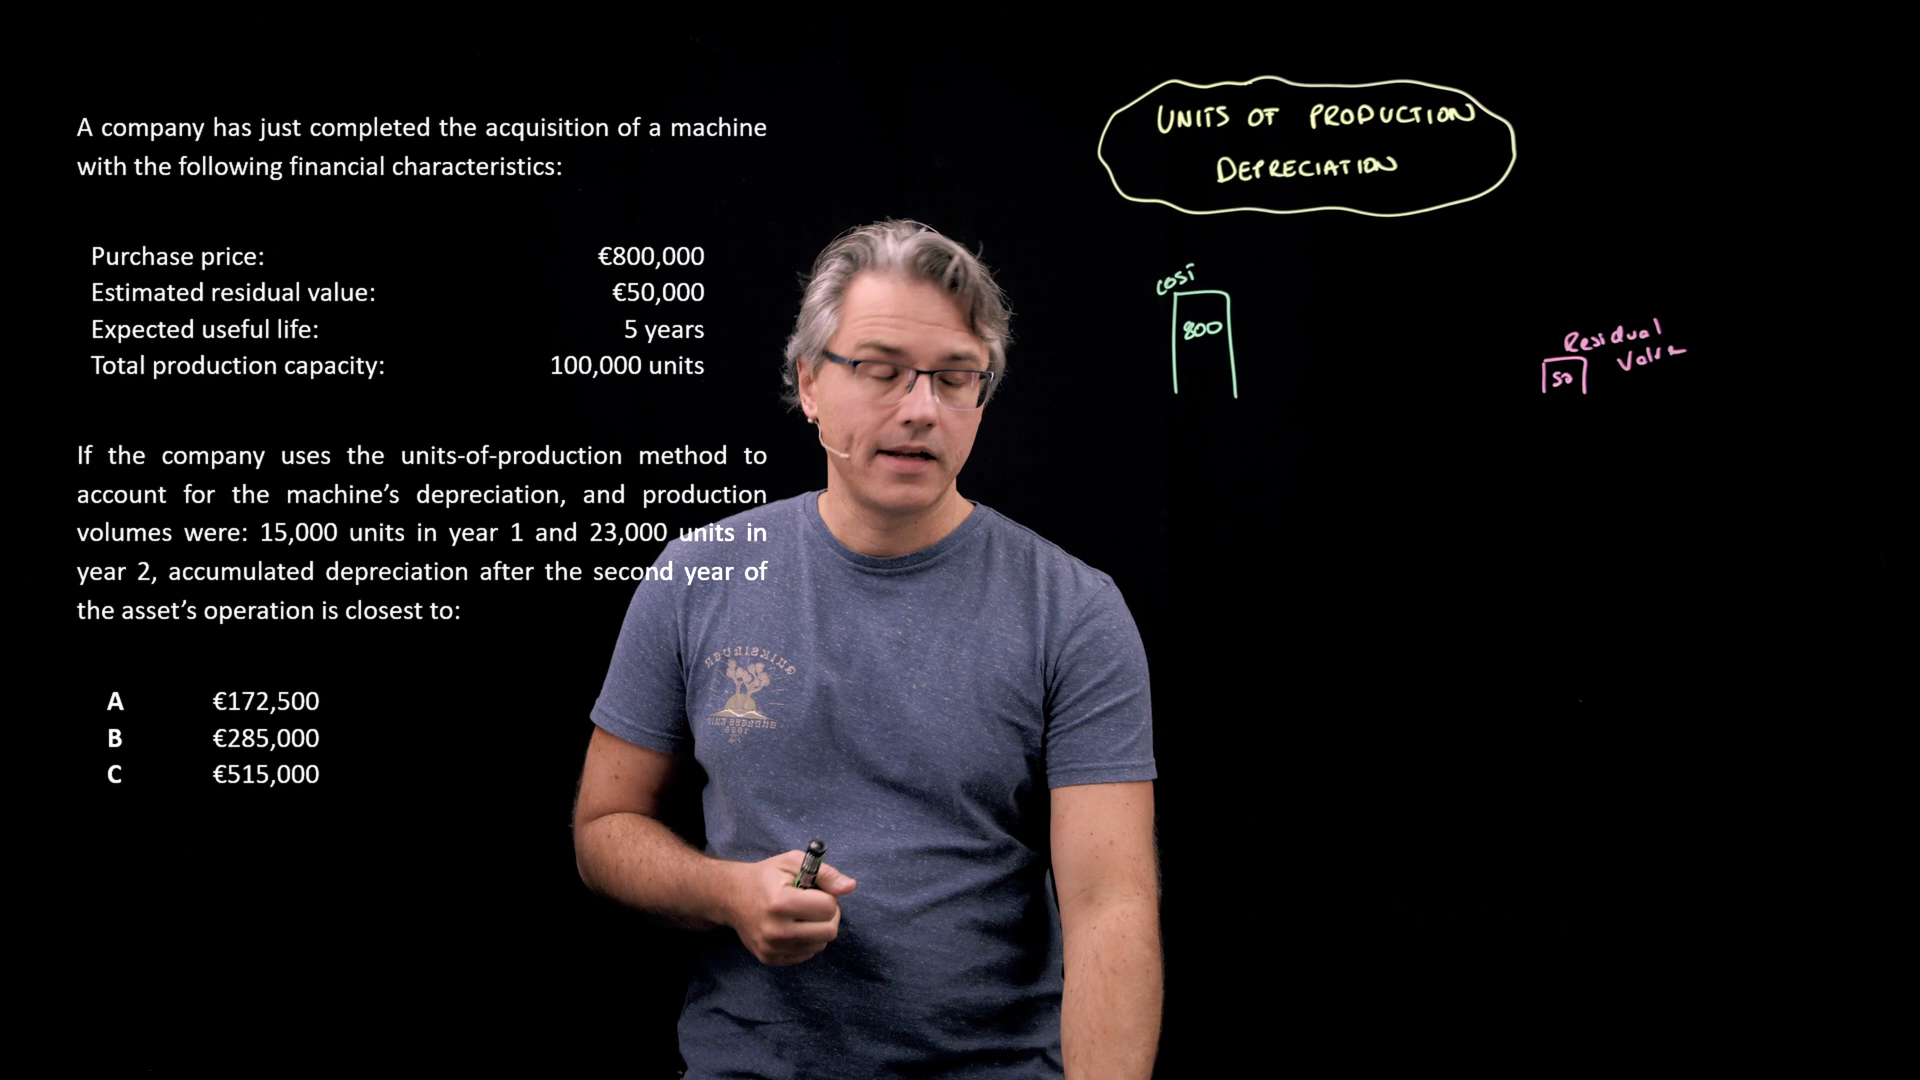 A company has just completed the acquisition of a machine
with the following financial characteristics:
Purchase price: €800,000
Estimated residual value: €50,000
Expected useful life: 5 years
Total production capacity: 100,000 units
If the company uses the units-of-production method to
account for the machine's depreciation, and production
volumes were: 15,000 units in year 1 and 23,000 units in
year 2, accumulated depreciation after the second year of
the asset's operation is closest to:
A €172,500
B €285,000
C €515,000
UNITS OF PRODUCTION
DEPRECIATION
COST
800
Residual
Value
50
QUIKSILVER